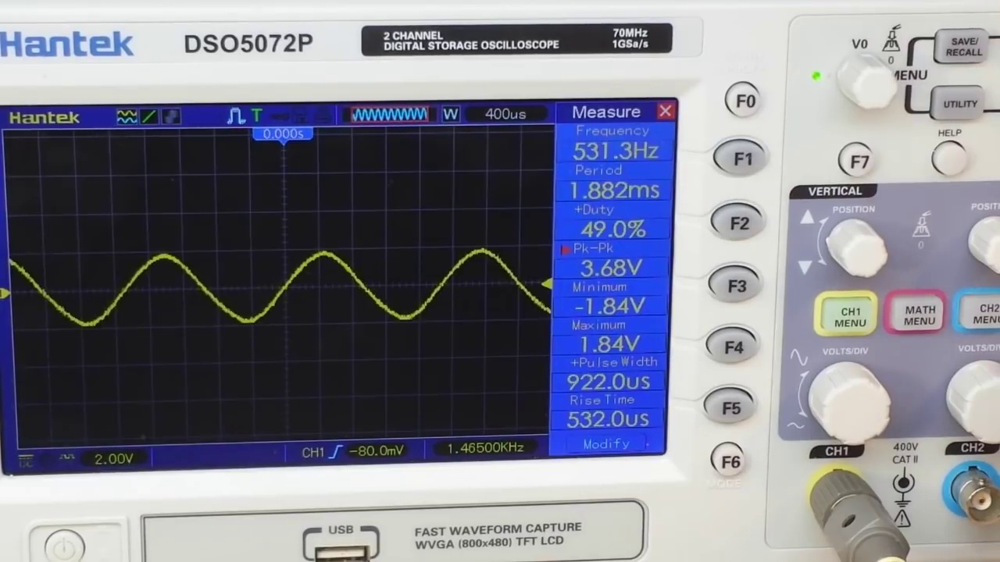 Hantek
DSO5072P
2 CHANNEL
DIGITAL STORAGE OSCILLOSCOPE
70MHz
1GSa/s
Hantek
T
W
400us
0.000s
Measure
Frequency
531.3Hz
Period
1.882ms
+Duty
49.0%
Pk-Pk
3.68V
Minimum
-1.84V
Maximum
1.84V
+Pulse Width
922.0us
Rise Time
532.0us
Modify
DC
2.00V
CH1
-80.0mV
1.46500KHz
F0
F1
F2
F3
F4
F5
F6
MODE
V0
0
MENU
SAVE/
RECALL
UTILITY
F7
HELP
VERTICAL
POSITION
0
POSITI
CH1
MENU
MATH
MENU
CH2
MENU
VOLTS/DIV
VOLTS/DIV
CH1
400V
CAT II
CH2
USB
FAST WAVEFORM CAPTURE
WVGA (800x480) TFT LCD